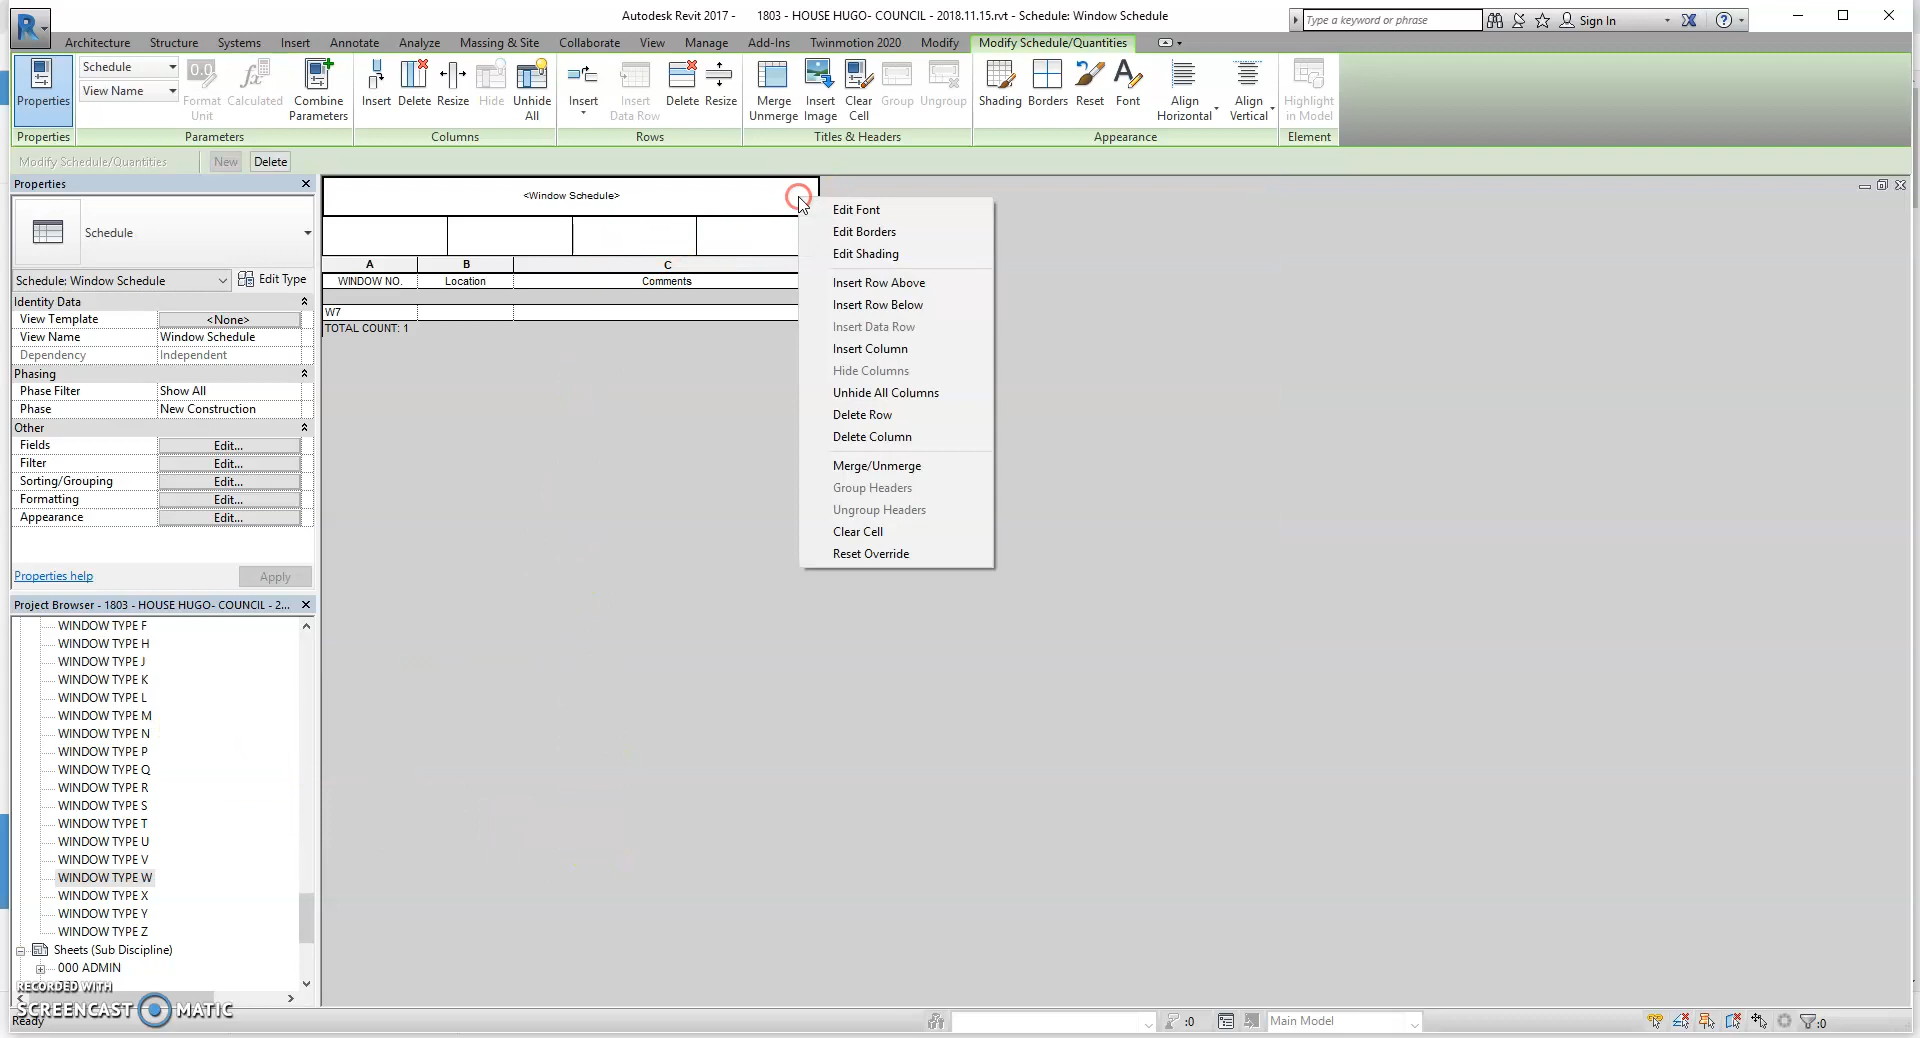 Autodesk Revit 2017 - 1803 - HOUSE HUGO- COUNCIL - 2018.11.15.rvt - Schedule: Window Schedule
Type a keyword or phrase
Sign In
Architecture Structure Systems Insert Annotate Analyze Massing & Site Collaborate View Manage Add-Ins Twinmotion 2020 Modify Modify Schedule/Quantities
Schedule
View Name
Properties
Format Unit
Calculated
Combine Parameters
Insert
Delete
Resize
Hide
Unhide All
Insert
Insert Data Row
Delete
Resize
Merge Unmerge
Insert Image
Clear Cell
Group
Ungroup
Shading
Borders
Reset
Font
Align Horizontal
Align Vertical
Highlight in Model
Properties Parameters Columns Rows Titles & Headers Appearance Element
Modify Schedule/Quantities New Delete
Properties
Schedule
Schedule: Window Schedule Edit Type
Identity Data
View Template <None>
View Name Window Schedule
Dependency Independent
Phasing
Phase Filter Show All
Phase New Construction
Other
Fields Edit...
Filter Edit...
Sorting/Grouping Edit...
Formatting Edit...
Appearance Edit...
Properties help Apply
Project Browser - 1803 - HOUSE HUGO- COUNCIL - 2...
WINDOW TYPE F
WINDOW TYPE H
WINDOW TYPE J
WINDOW TYPE K
WINDOW TYPE L
WINDOW TYPE M
WINDOW TYPE N
WINDOW TYPE P
WINDOW TYPE Q
WINDOW TYPE R
WINDOW TYPE S
WINDOW TYPE T
WINDOW TYPE U
WINDOW TYPE V
WINDOW TYPE W
WINDOW TYPE X
WINDOW TYPE Y
WINDOW TYPE Z
Sheets (Sub Discipline)
000 ADMIN
<Window Schedule>
A B C
WINDOW NO. Location Comments
W7
TOTAL COUNT: 1
Edit Font
Edit Borders
Edit Shading
Insert Row Above
Insert Row Below
Insert Data Row
Insert Column
Hide Columns
Unhide All Columns
Delete Row
Delete Column
Merge/Unmerge
Group Headers
Ungroup Headers
Clear Cell
Reset Override
RECORDED WITH
SCREENCAST MATIC
Ready
:0
Main Model
:0